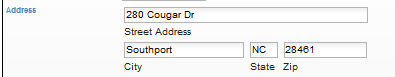 Address 280 Cougar Dr
Street Address
Southport NC 28461
City State Zip